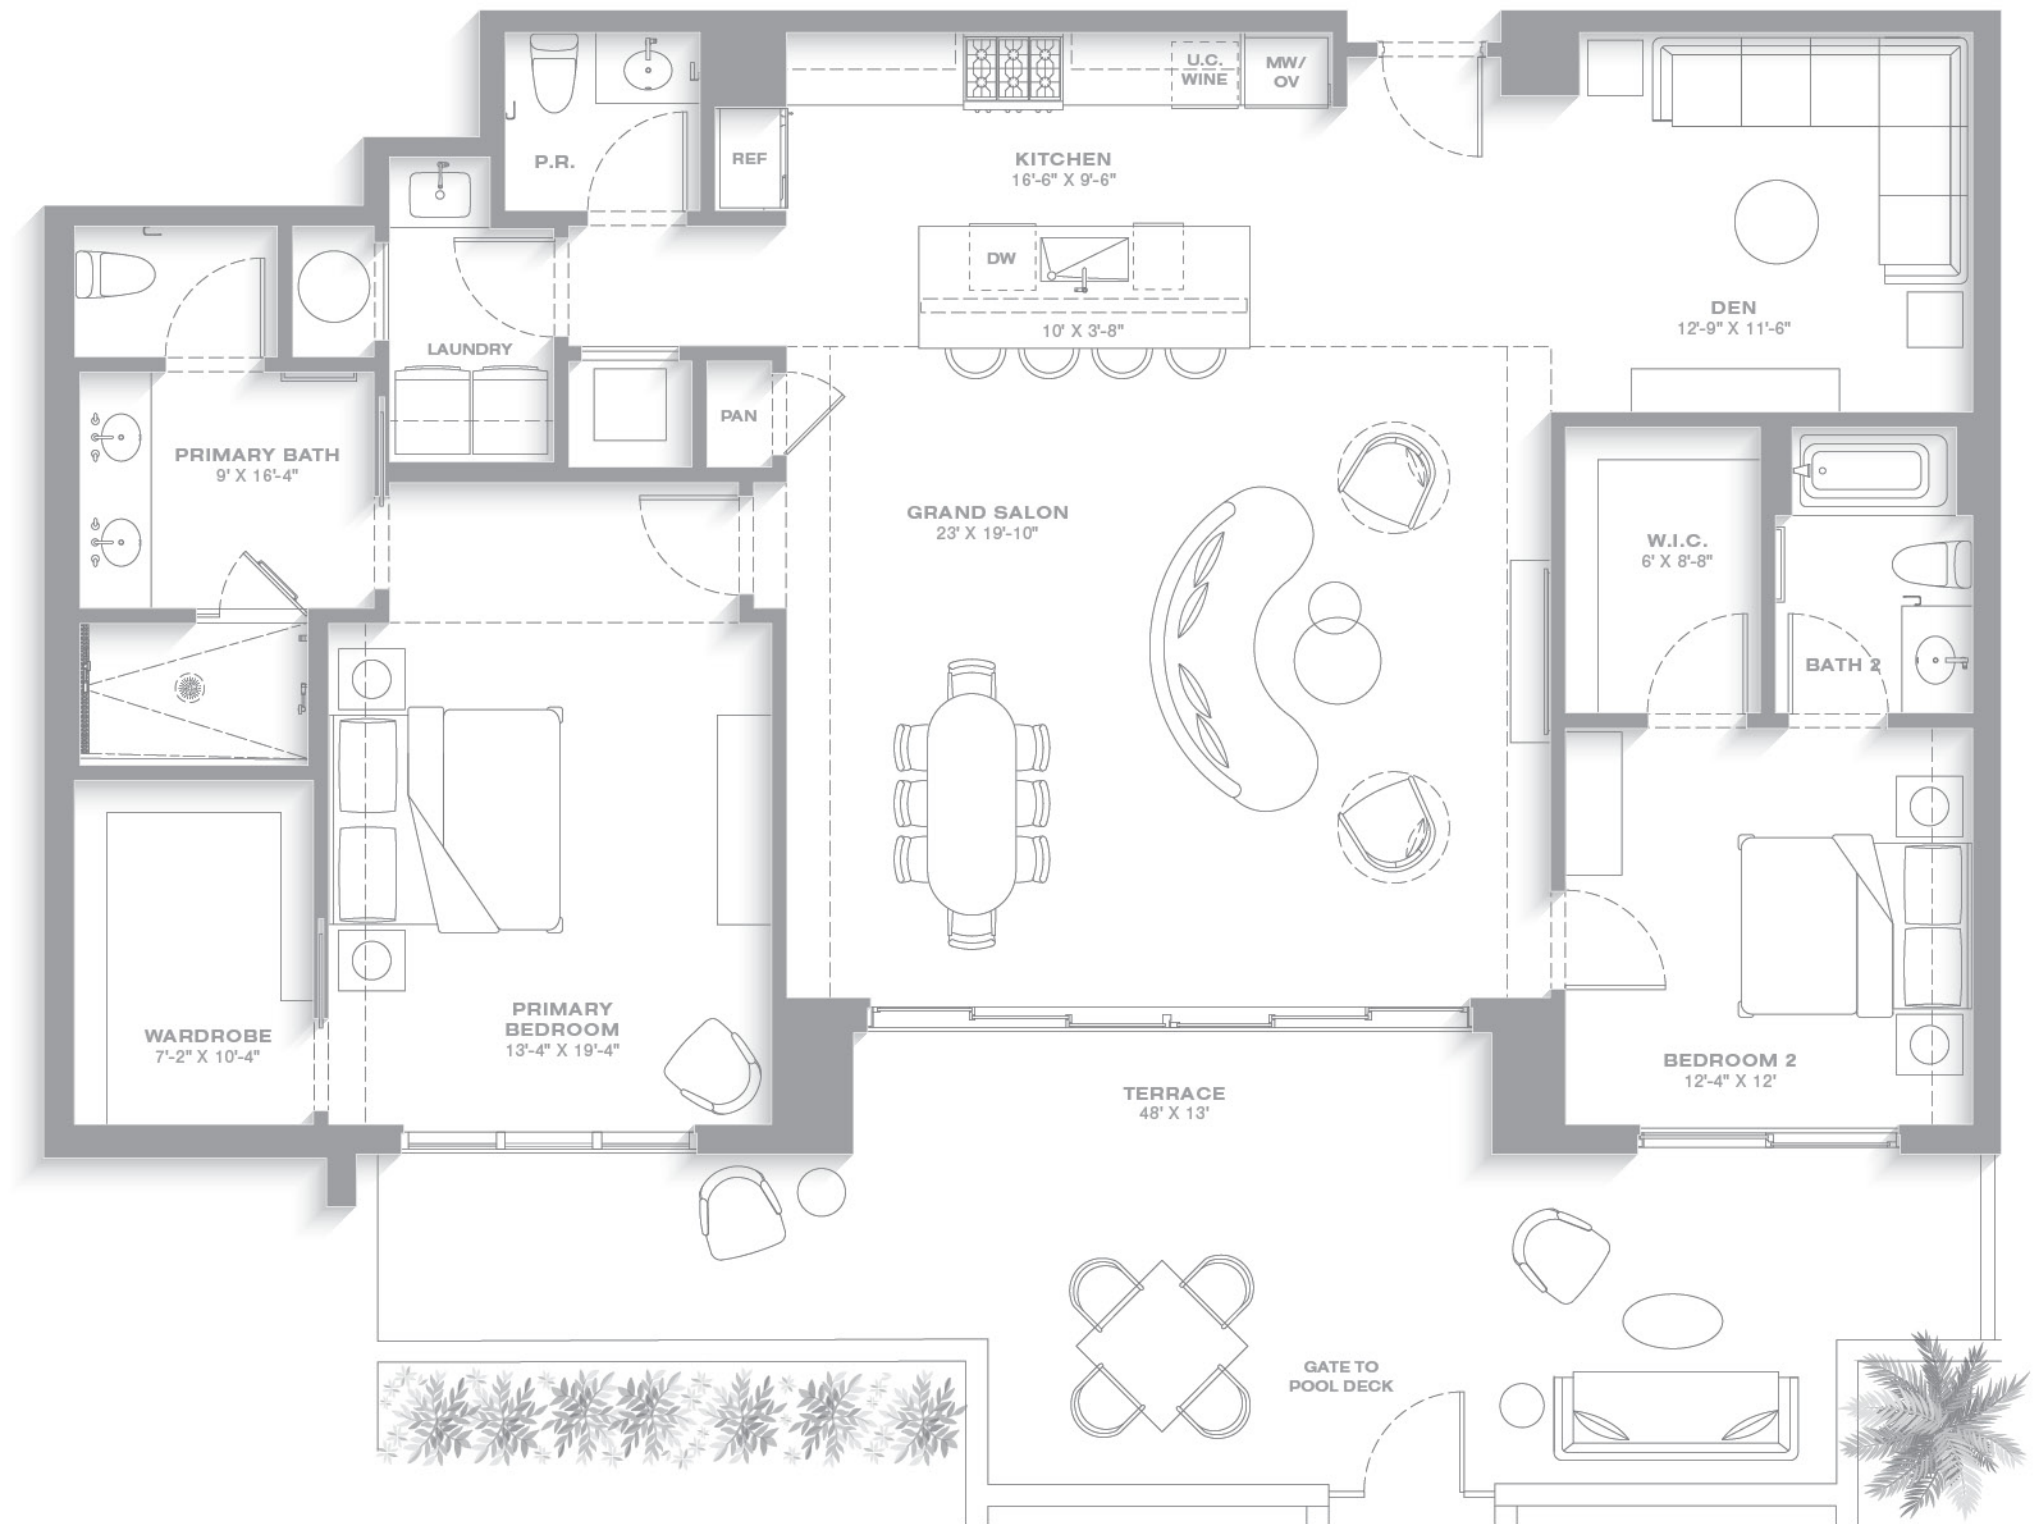 U.C.
WINE
MW/
OV
P.R.
REF
KITCHEN
16'-6" X 9'-6"
DW
10' X 3'-8"
DEN
12'-9" X 11'-6"
LAUNDRY
PAN
PRIMARY BATH
9' X 16'-4"
GRAND SALON
23' X 19'-10"
W.I.C.
6' X 8'-8"
BATH 2
WARDROBE
7'-2" X 10'-4"
PRIMARY
BEDROOM
13'-4" X 19'-4"
BEDROOM 2
12'-4" X 12'
TERRACE
48' X 13'
GATE TO
POOL DECK